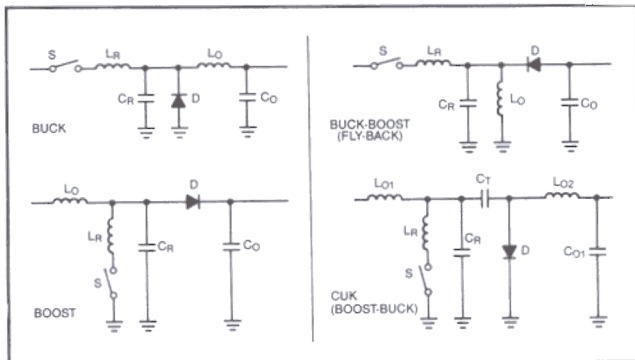 S LR LO
CR D CO
BUCK
S LR D
CR LO CO
BUCK-BOOST
(FLY-BACK)
LO D
LR CR CO
S
BOOST
LO1 CT LO2
LR CR D CO1
S
CUK
(BOOST-BUCK)